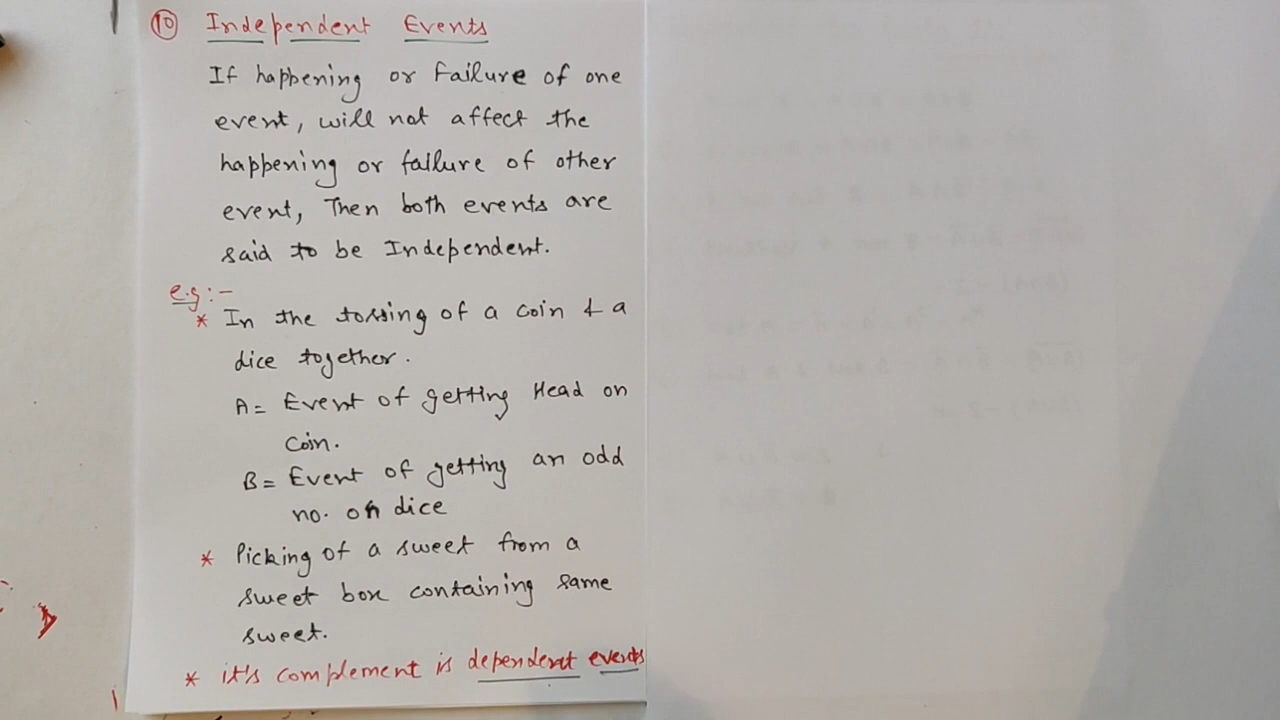 10 Independent Events
If happening or failure of one
event, will not affect the
happening or failure of other
event, Then both events are
said to be Independent.
e.g:-
* In the tossing of a coin & a
dice together.
A= Event of getting Head on
coin.
B= Event of getting an odd
no. on dice
* Picking of a sweet from a
sweet box containing same
sweet.
* it's complement is dependent events